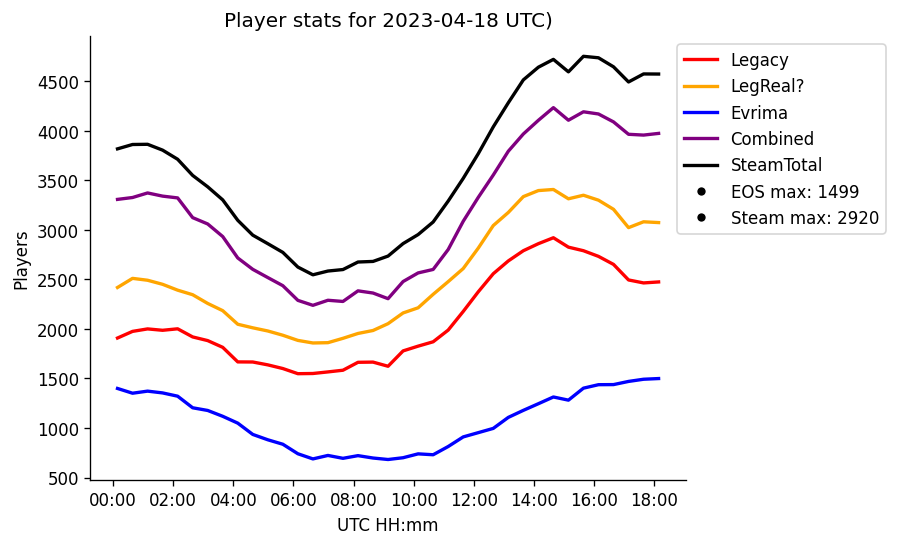 Player stats for 2023-04-18 UTC)
Players
4500
4000
3500
3000
2500
2000
1500
1000
500
00:00 02:00 04:00 06:00 08:00 10:00 12:00 14:00 16:00 18:00
UTC HH:mm
Legacy
LegReal?
Evrima
Combined
SteamTotal
EOS max: 1499
Steam max: 2920